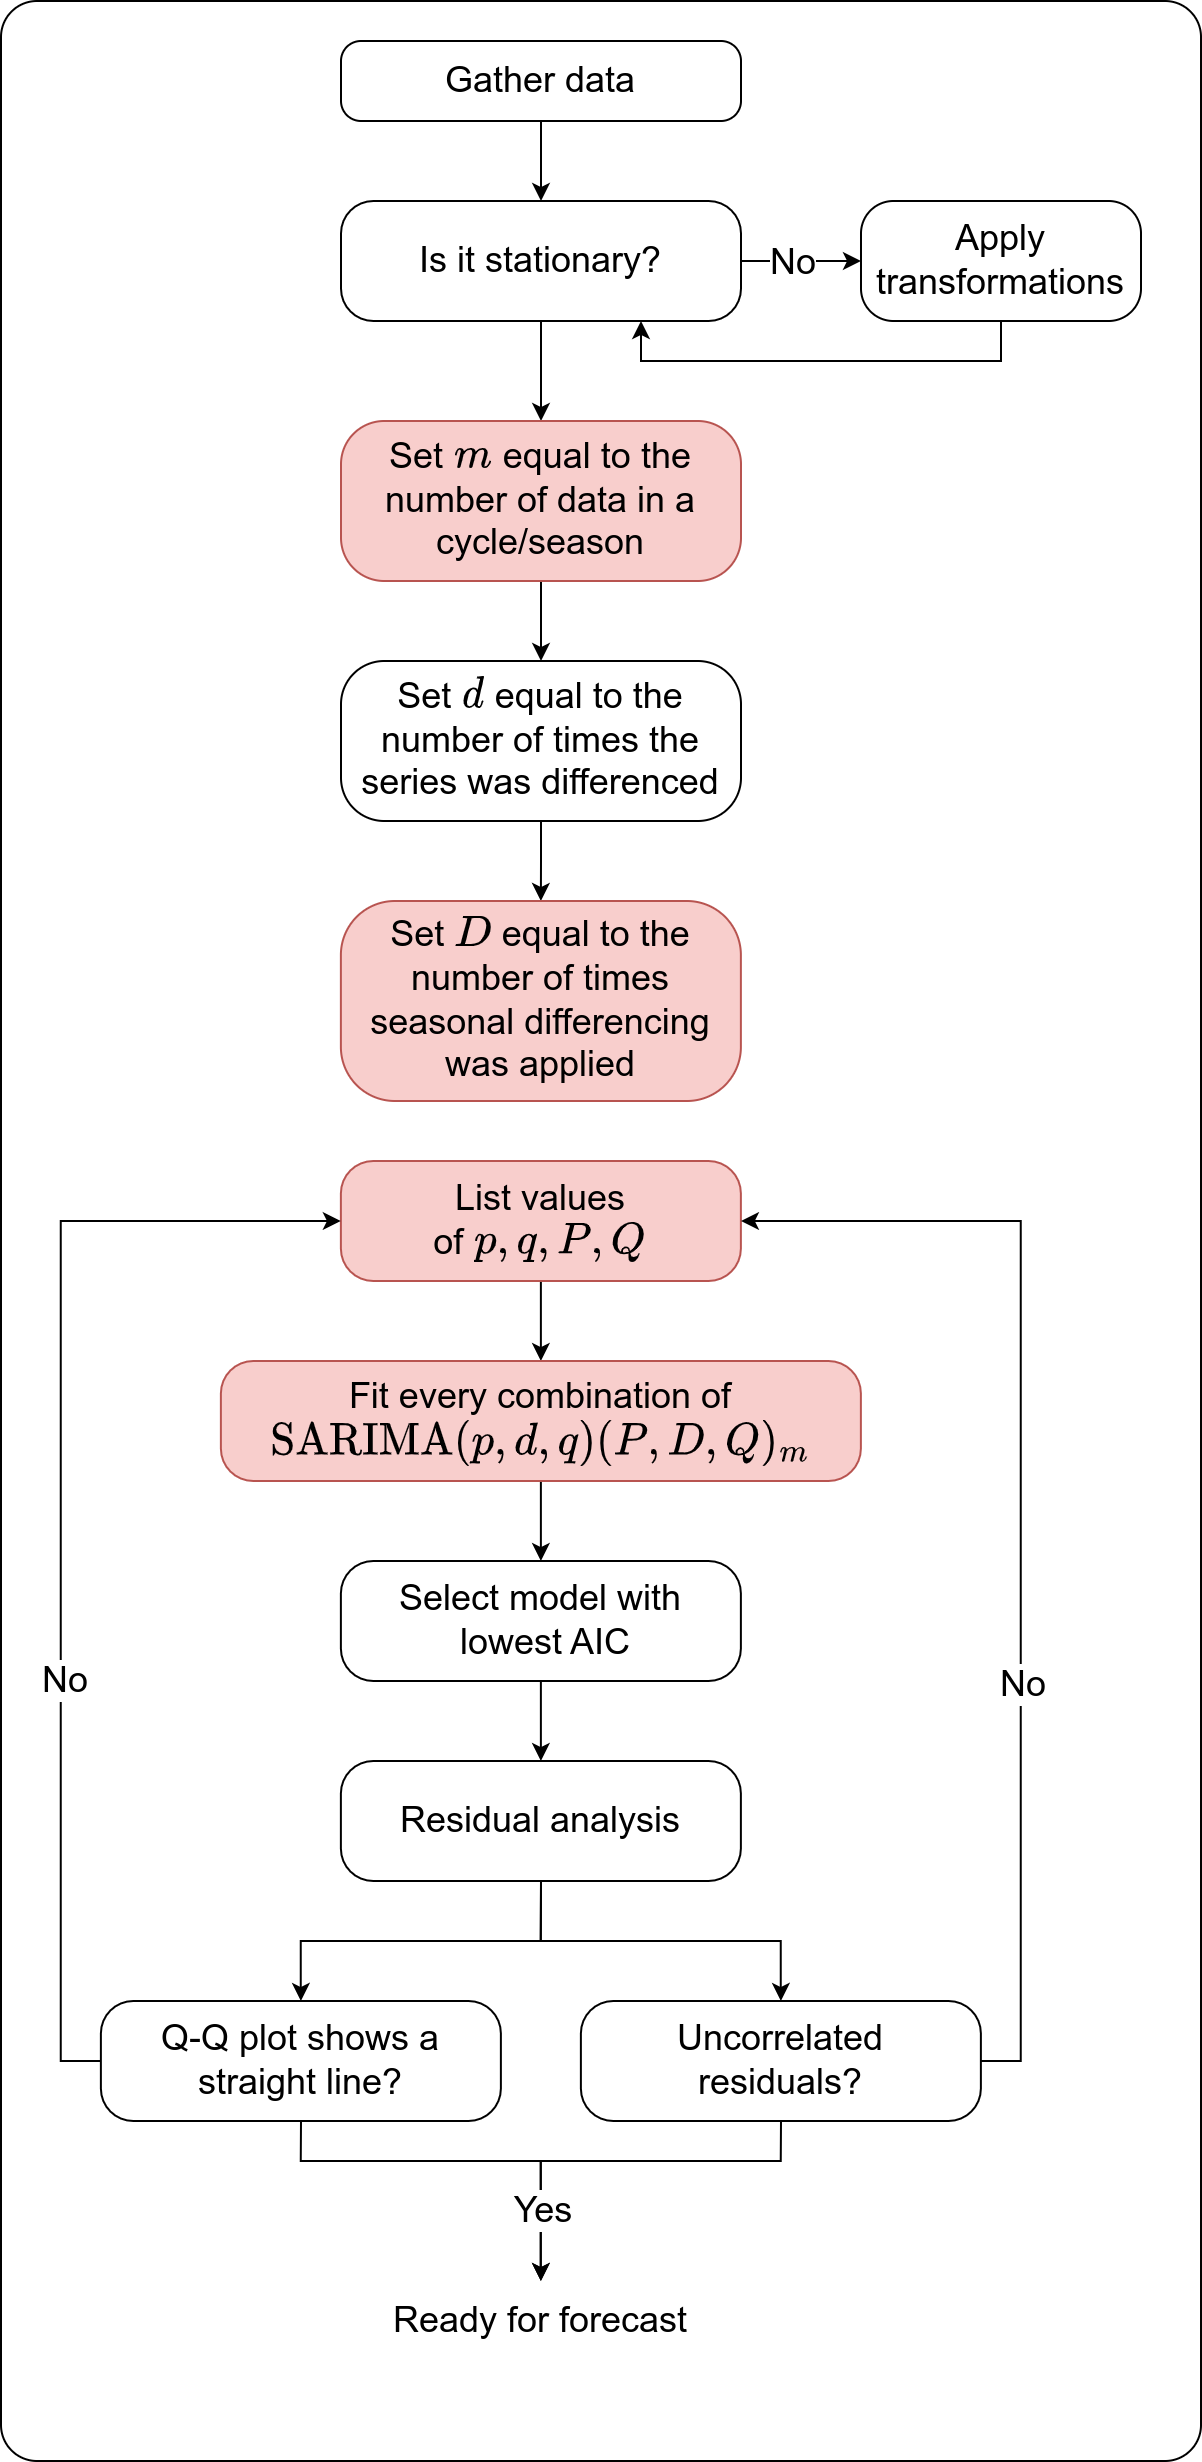 Gather data
Is it stationary?
No
Apply
transformations
Set m equal to the
number of data in a
cycle/season
Set d equal to the
number of times the
series was differenced
Set D equal to the
number of times
seasonal differencing
was applied
List values
of p, q, P, Q
Fit every combination of
SARIMA(p, d, q)(P, D, Q)ₘ
Select model with
lowest AIC
No
No
Residual analysis
Q-Q plot shows a
straight line?
Uncorrelated
residuals?
Yes
Ready for forecast